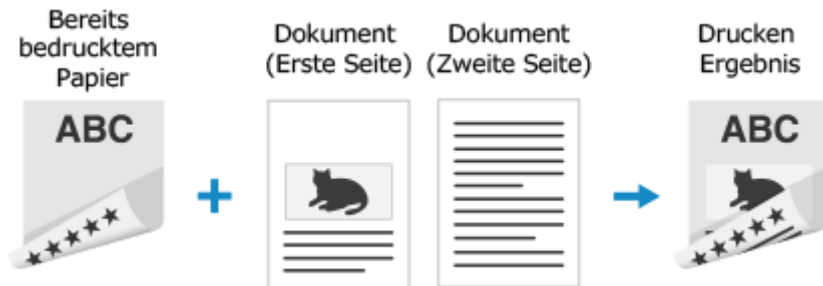 Bereits
bedrucktem
Papier
Dokument
(Erste Seite)
Dokument
(Zweite Seite)
Drucken
Ergebnis
ABC
ABC